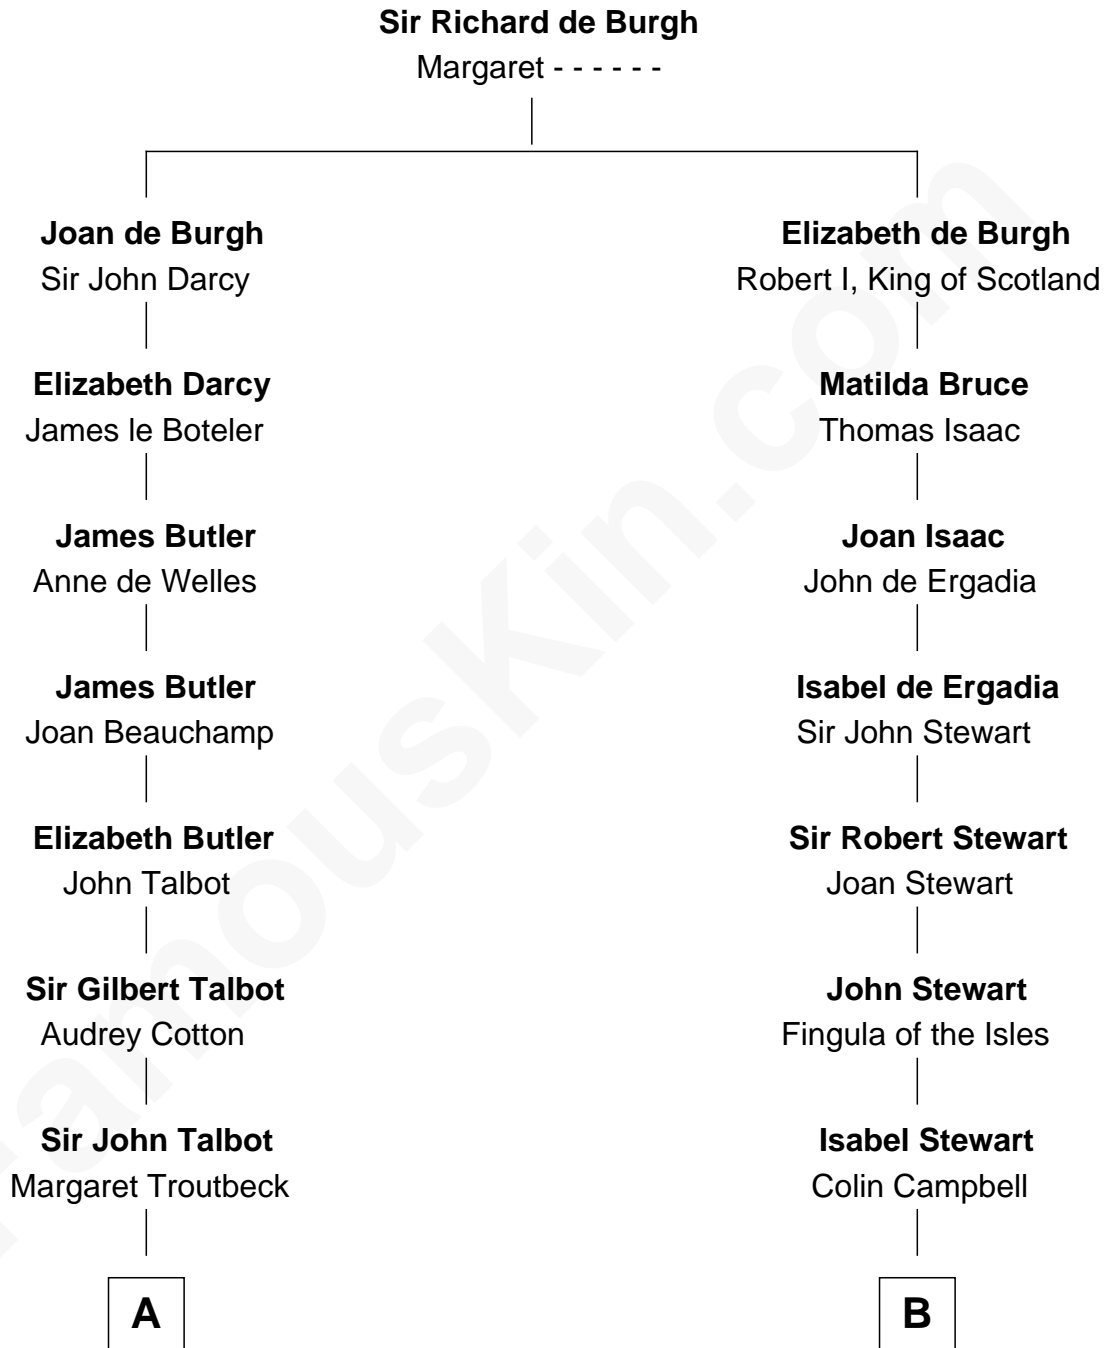 Sir Richard de Burgh
Margaret - - - - - -
Joan de Burgh
Sir John Darcy
Elizabeth de Burgh
Robert I, King of Scotland
Elizabeth Darcy
James le Boteler
Matilda Bruce
Thomas Isaac
James Butler
Anne de Welles
Joan Isaac
John de Ergadia
James Butler
Joan Beauchamp
Isabel de Ergadia
Sir John Stewart
Elizabeth Butler
John Talbot
Sir Robert Stewart
Joan Stewart
Sir Gilbert Talbot
Audrey Cotton
John Stewart
Fingula of the Isles
Sir John Talbot
Margaret Troutbeck
Isabel Stewart
Colin Campbell
A
B
FamousKin.com